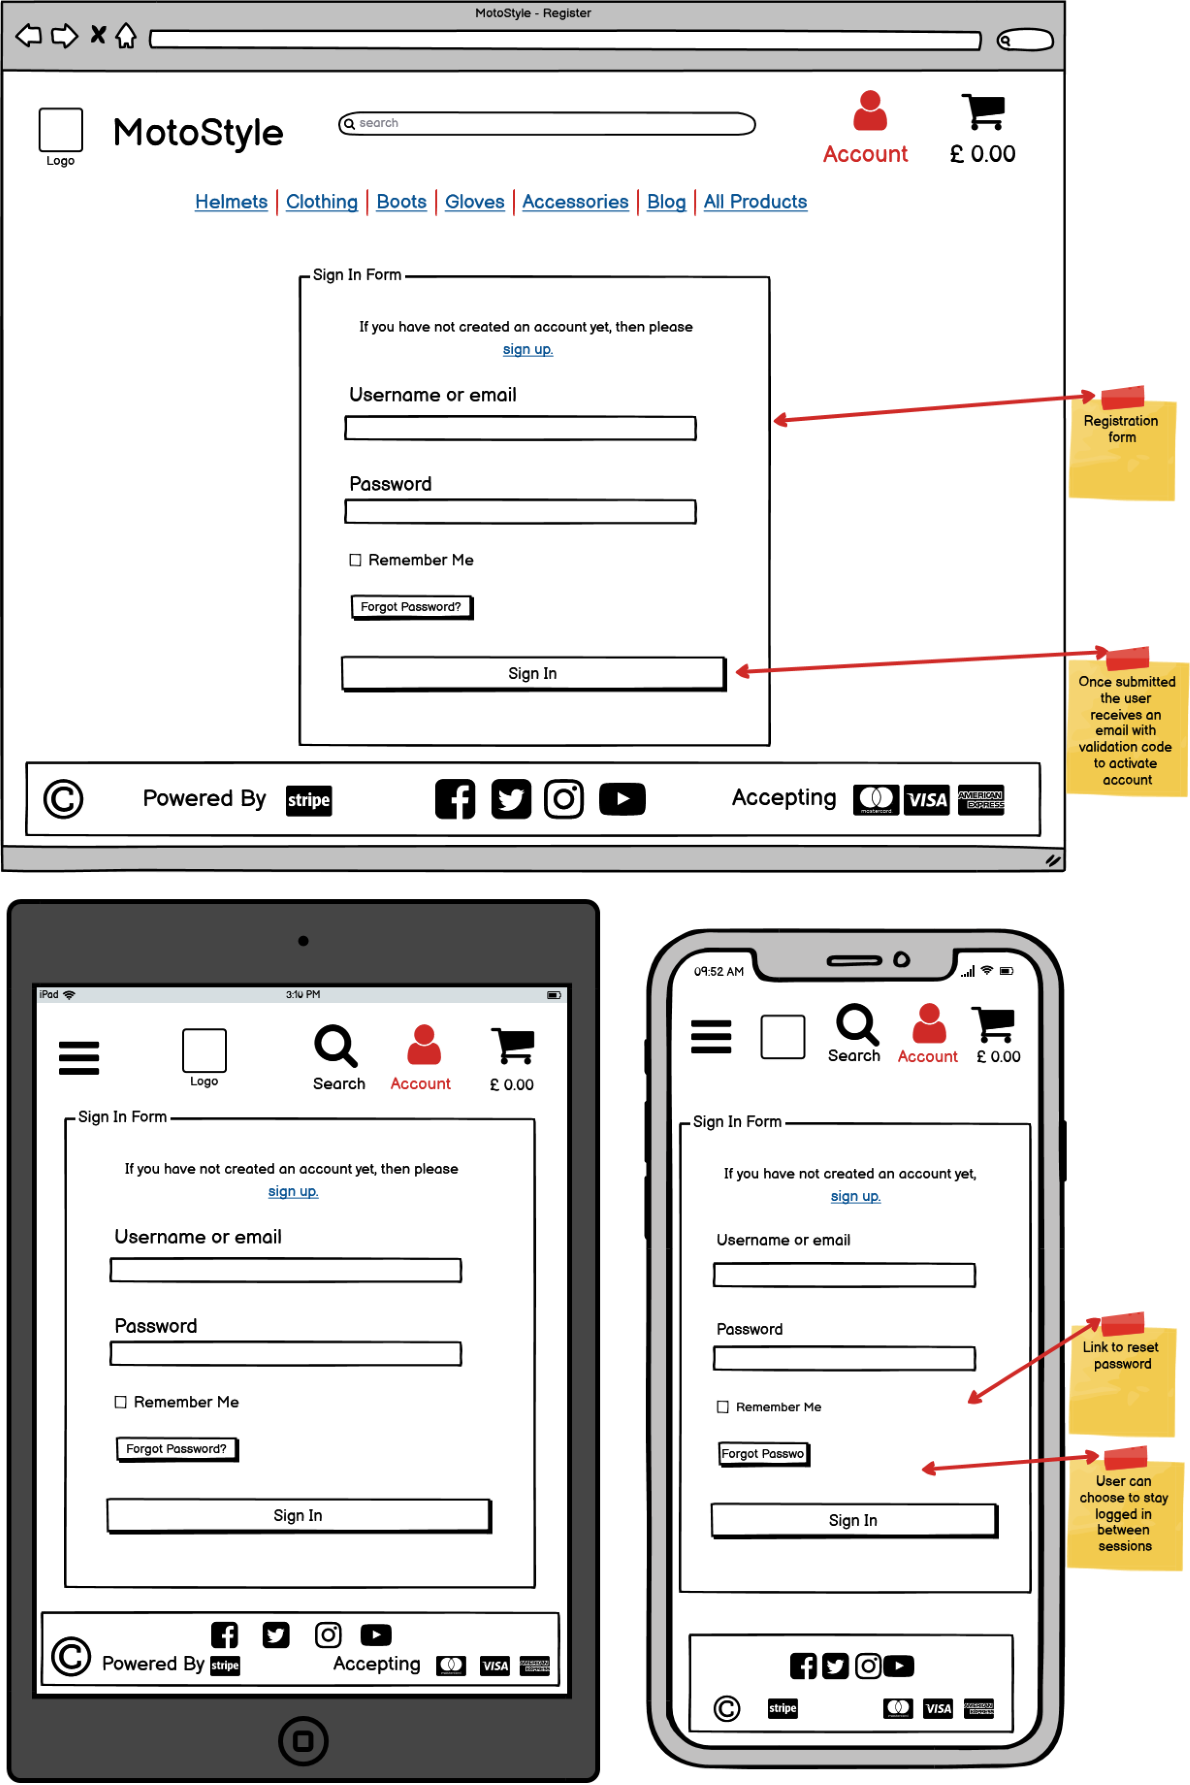 MotoStyle - Register
Logo
MotoStyle
search
Account
£ 0.00
Helmets
Clothing
Boots
Gloves
Accessories
Blog
All Products
Sign In Form
If you have not created an account yet, then please
sign up.
Username or email
Password
Remember Me
Forgot Password?
Sign In
Registration
form
Once submitted
the user
receives an
email with
validation code
to activate
account
©
Powered By
stripe
Accepting
mastercard
VISA
AMERICAN
EXPRESS
iPad
3:10 PM
Logo
Search
Account
£ 0.00
Sign In Form
If you have not created an account yet, then please
sign up.
Username or email
Password
Remember Me
Forgot Password?
Sign In
©
Powered By
stripe
Accepting
VISA
AMERICAN
EXPRESS
09:52 AM
Search
Account
£ 0.00
Sign In Form
If you have not created an account yet,
sign up.
Username or email
Password
Remember Me
Forgot Passwo
Sign In
©
stripe
VISA
AMERICAN
EXPRESS
Link to reset
password
User can
choose to stay
logged in
between
sessions